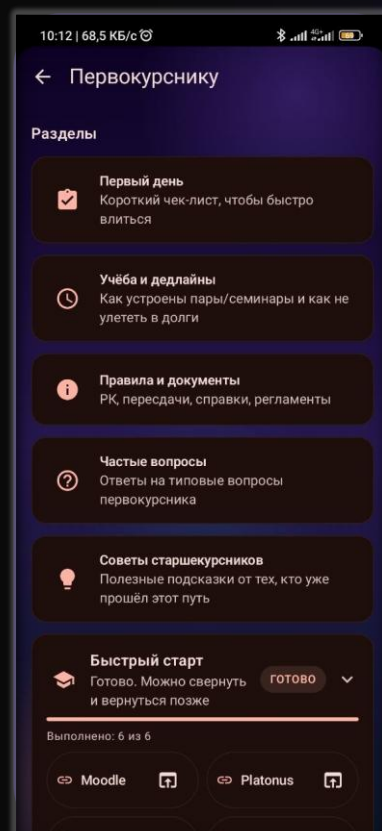 10:12 | 68,5 КБ/с
4G+
Первокурснику
Разделы
Первый день
Короткий чек-лист, чтобы быстро
влиться
Учёба и дедлайны
Как устроены пары/семинары и как не
улететь в долги
Правила и документы
РК, пересдачи, справки, регламенты
Частые вопросы
Ответы на типовые вопросы
первокурсника
Советы старшекурсников
Полезные подсказки от тех, кто уже
прошёл этот путь
Быстрый старт
Готово. Можно свернуть
и вернуться позже
ГОТОВО
Выполнено: 6 из 6
Moodle
Platonus